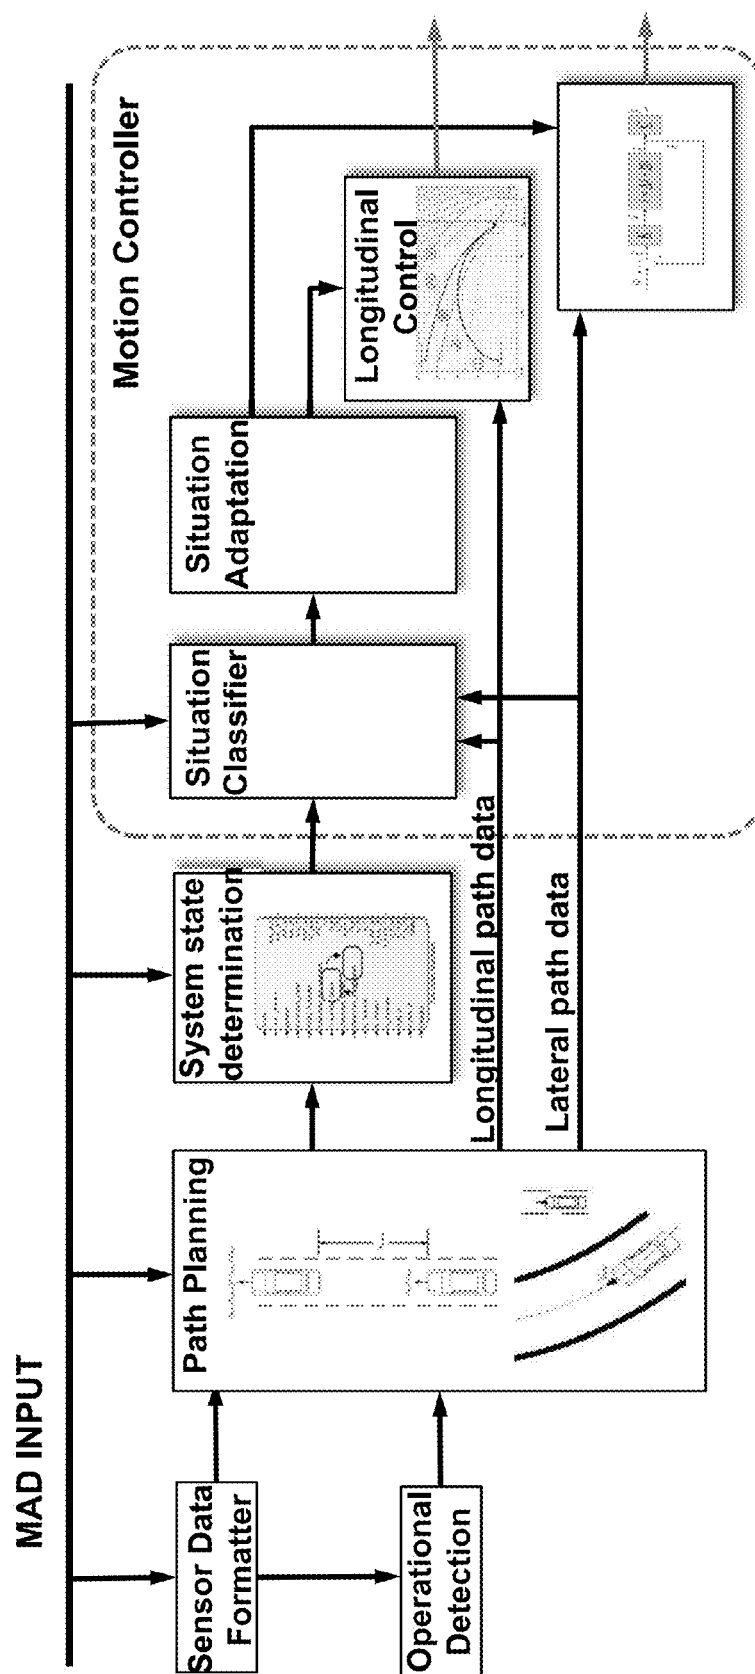 MAD INPUT
Sensor Data
Formatter
Operational
Detection
Path Planning
System state
determination
Longitudinal path data
Lateral path data
Motion Controller
Situation
Classifier
Situation
Adaptation
Longitudinal
Control